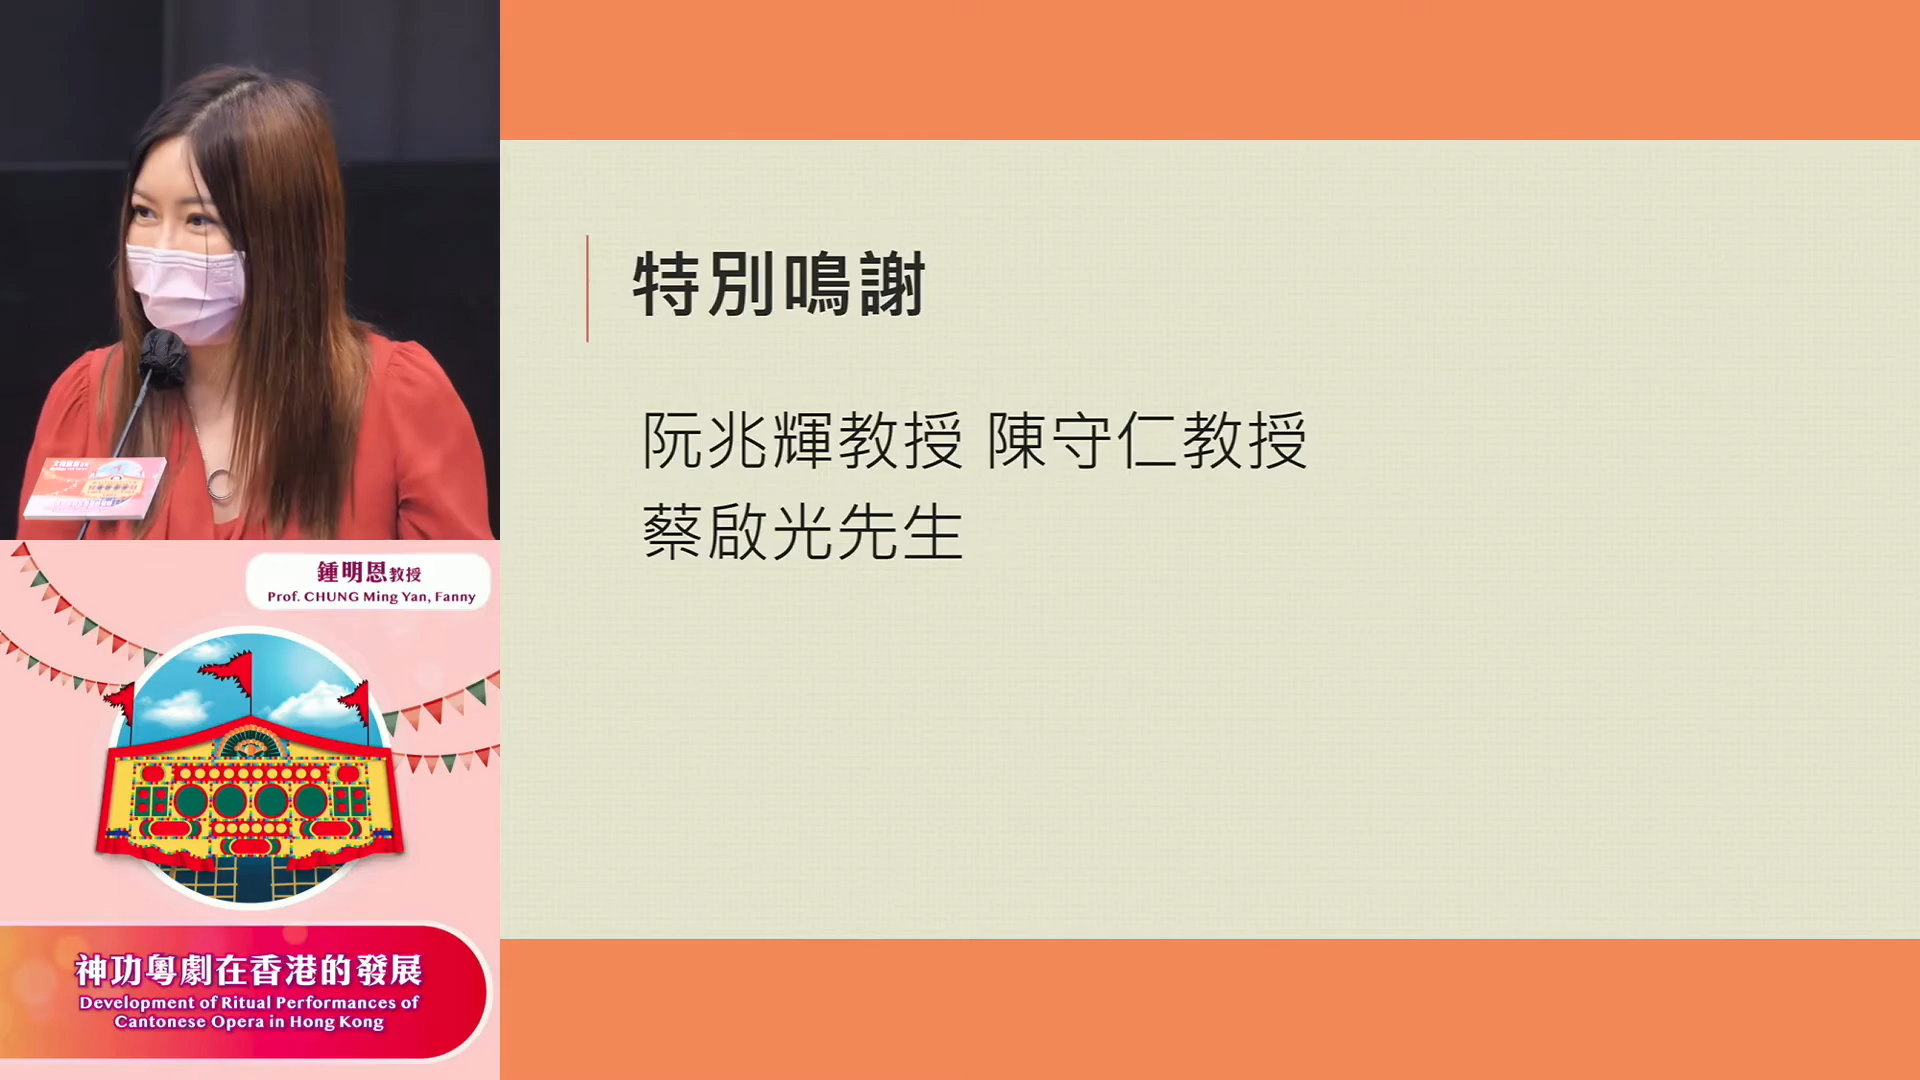 特別鳴謝
阮兆輝教授 陳守仁教授
蔡啟光先生
鍾明恩教授
Prof. CHUNG Ming Yan, Fanny
神功粵劇在香港的發展
Development of Ritual Performances of
Cantonese Opera in Hong Kong